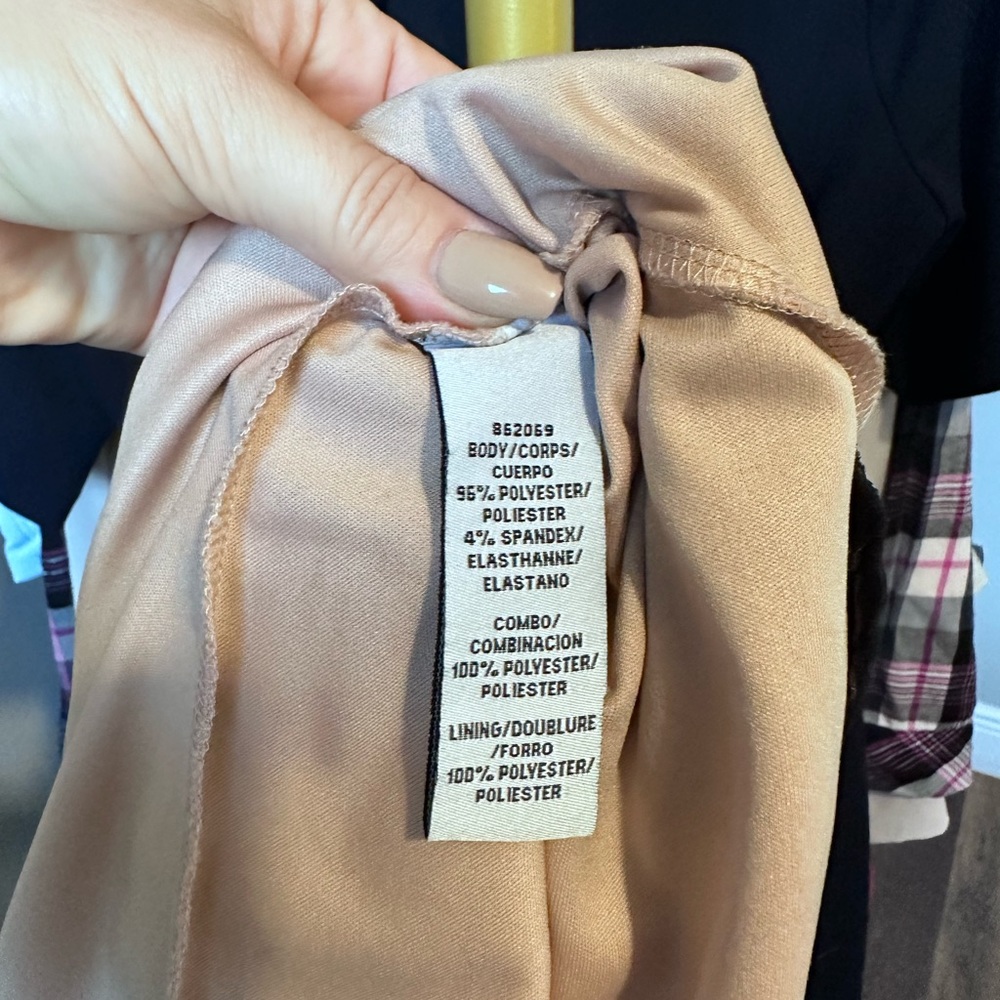 862069
BODY/CORPS/
CUERPO
96% POLYESTER/
POLIESTER
4% SPANDEX/
ELASTHANNE/
ELASTANO
COMBO/
COMBINACION
100% POLYESTER/
POLIESTER
LINING/DOUBLURE
/FORRO
100% POLYESTER/
POLIESTER